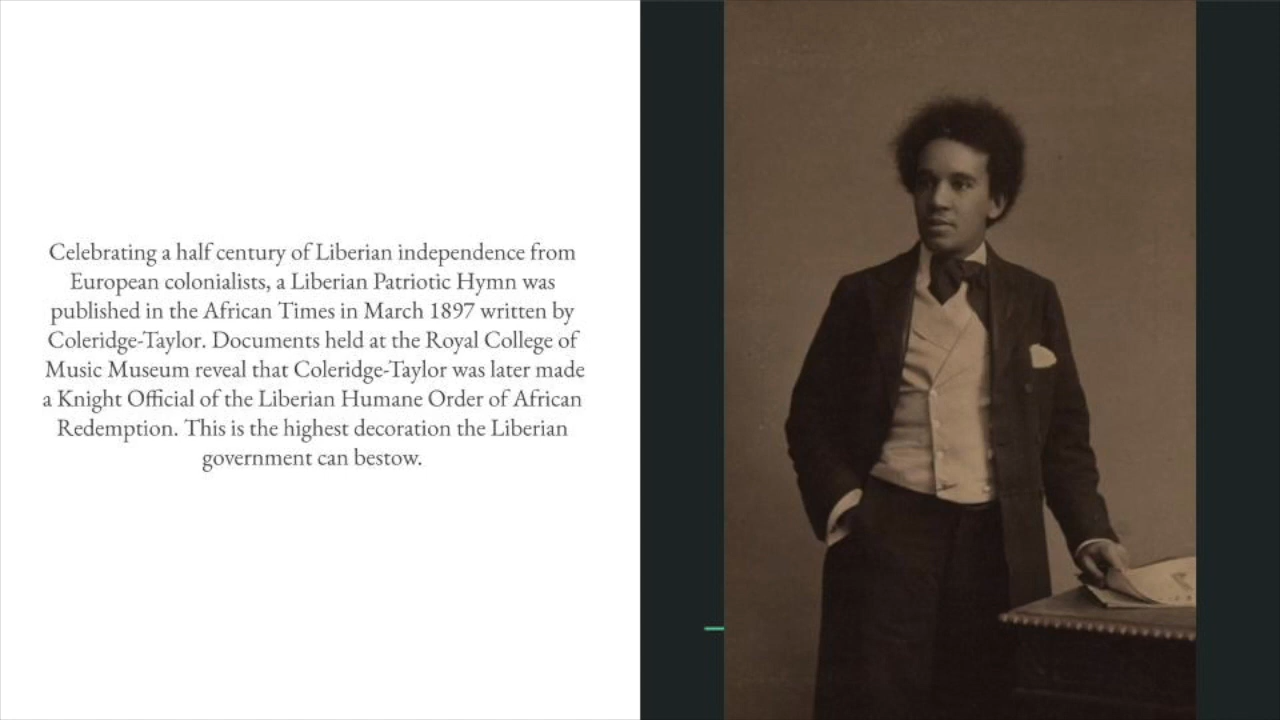 Celebrating a half century of Liberian independence from
European colonialists, a Liberian Patriotic Hymn was
published in the African Times in March 1897 written by
Coleridge-Taylor. Documents held at the Royal College of
Music Museum reveal that Coleridge-Taylor was later made
a Knight Official of the Liberian Humane Order of African
Redemption. This is the highest decoration the Liberian
government can bestow.